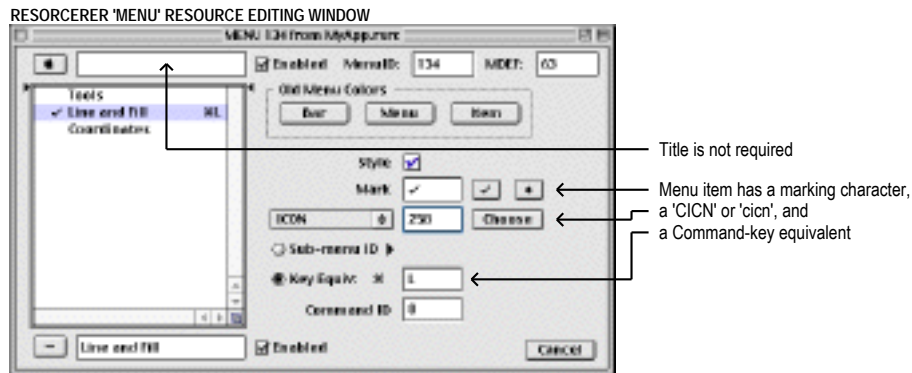 RESORCERER 'MENU' RESOURCE EDITING WINDOW
MENU 134 from MyApp.rsrc
Enabled MenuID: 134 MDEF: 63
Old Menu Colors
Bar Menu Item
Tools
✓ Line and Fill ⌘L
Coordinates
Style ✓
Mark ✓ ✓
ICON 258 Choose
Sub-menu ID
Key Equiv: ⌘ L
Command ID 0
− Line and Fill Enabled Cancel
Title is not required
Menu item has a marking character,
a 'CICN' or 'cicn', and
a Command-key equivalent